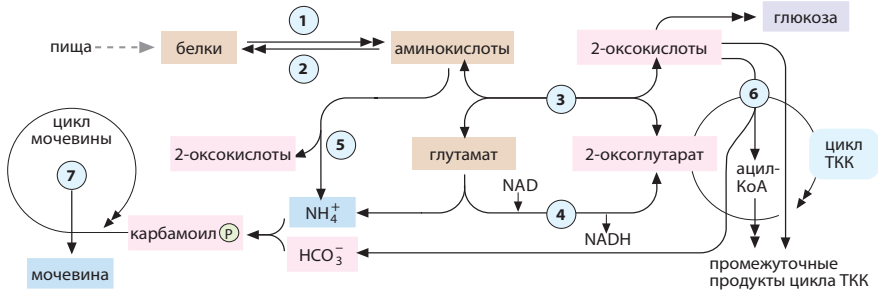 глюкоза
1
пища
белки
аминокислоты
2-оксокислоты
2
3
6
цикл
мочевины
5
2-оксокислоты
глутамат
2-оксоглутарат
ацил-
КоА
цикл
ТКК
7
NAD
4
NH₄⁺
NADH
карбамоил P
HCO₃⁻
мочевина
промежуточные
продукты цикла ТКК